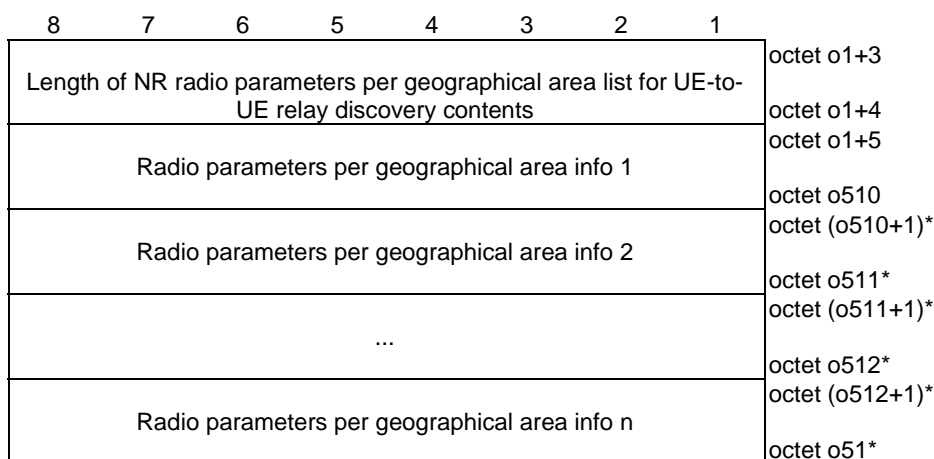 8 7 6 5 4 3 2 1
Length of NR radio parameters per geographical area list for UE-to-
UE relay discovery contents
octet o1+3
octet o1+4
Radio parameters per geographical area info 1
octet o1+5
octet o510
Radio parameters per geographical area info 2
octet (o510+1)*
octet o511*
...
octet (o511+1)*
octet o512*
Radio parameters per geographical area info n
octet (o512+1)*
octet o51*